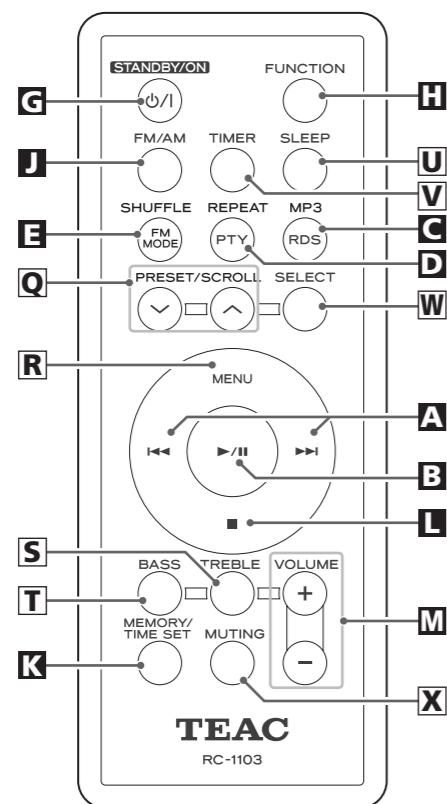 STANDBY/ON FUNCTION
G ⏻/I H
FM/AM TIMER SLEEP
J U
V
SHUFFLE REPEAT MP3
E FM MODE PTY RDS C
D
Q PRESET/SCROLL SELECT
W
R MENU
A
B
L
S
BASS TREBLE VOLUME
T + M
MEMORY/
TIME SET MUTING
K −
X
TEAC
RC-1103